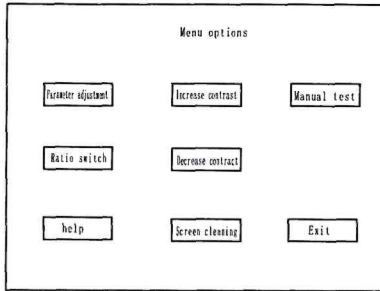 Menu options
Parameter adjustment
Increase contrast
Manual test
Ratio switch
Decrease contract
help
Screen cleaning
Exit